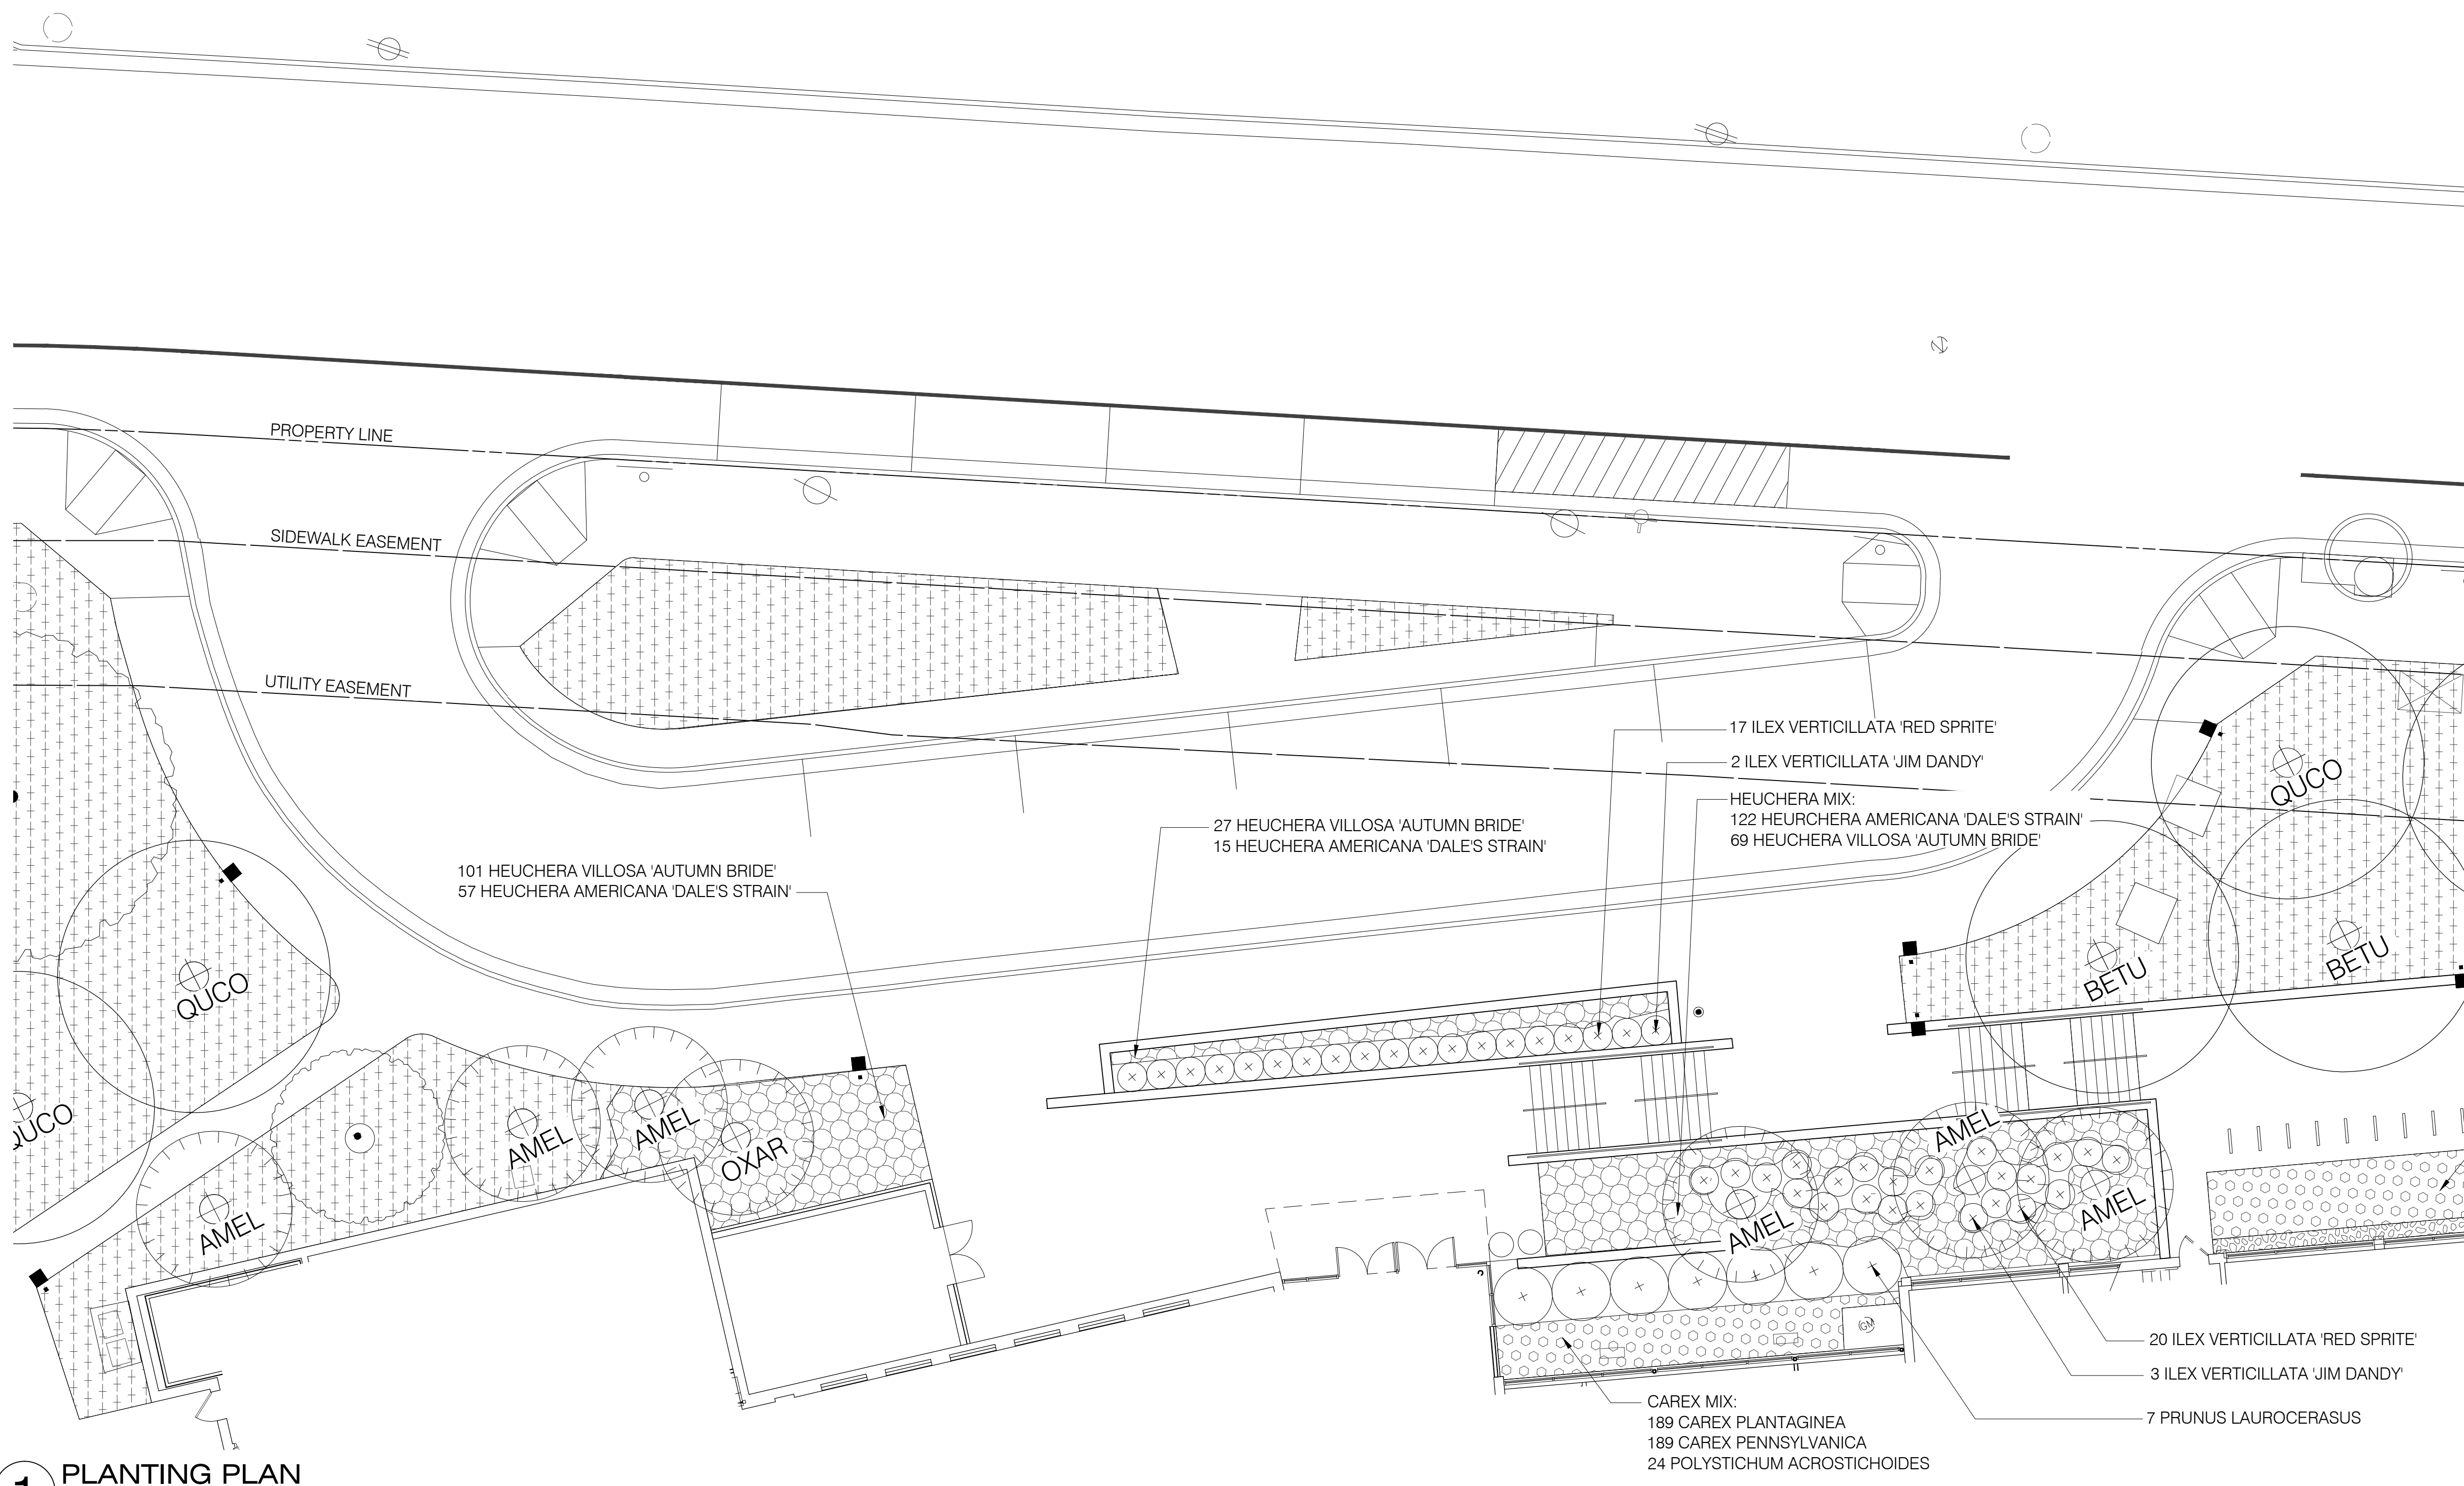 PROPERTY LINE
SIDEWALK EASEMENT
UTILITY EASEMENT
17 ILEX VERTICILLATA 'RED SPRITE'
2 ILEX VERTICILLATA 'JIM DANDY'
HEUCHERA MIX:
122 HEURCHERA AMERICANA 'DALE'S STRAIN'
69 HEUCHERA VILLOSA 'AUTUMN BRIDE'
27 HEUCHERA VILLOSA 'AUTUMN BRIDE'
15 HEUCHERA AMERICANA 'DALE'S STRAIN'
101 HEUCHERA VILLOSA 'AUTUMN BRIDE'
57 HEUCHERA AMERICANA 'DALE'S STRAIN'
QUCO
BETU
BETU
QUCO
QUCO
AMEL
AMEL
AMEL
OXAR
AMEL
AMEL
AMEL
GM
20 ILEX VERTICILLATA 'RED SPRITE'
3 ILEX VERTICILLATA 'JIM DANDY'
7 PRUNUS LAUROCERASUS
CAREX MIX:
189 CAREX PLANTAGINEA
189 CAREX PENNSYLVANICA
24 POLYSTICHUM ACROSTICHOIDES
1 PLANTING PLAN